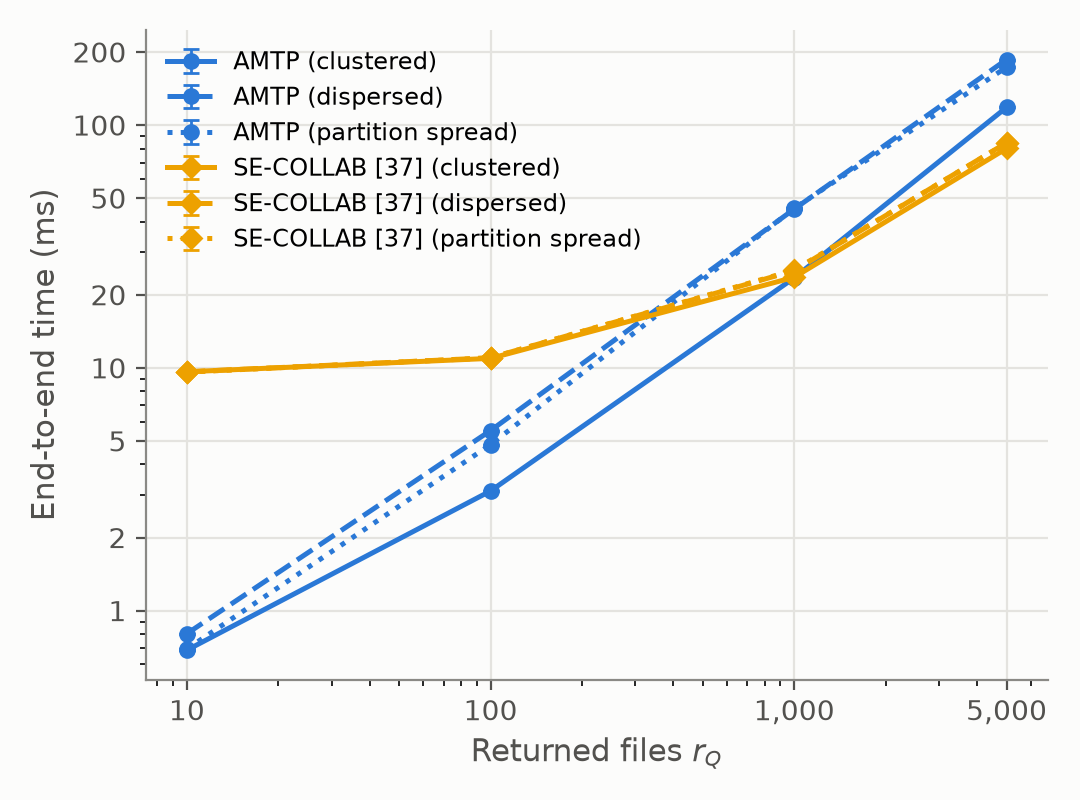 200
100
50
20
10
5
2
1
End-to-end time (ms)
AMTP (clustered)
AMTP (dispersed)
AMTP (partition spread)
SE-COLLAB [37] (clustered)
SE-COLLAB [37] (dispersed)
SE-COLLAB [37] (partition spread)
10
100
1,000
5,000
Returned files r_Q